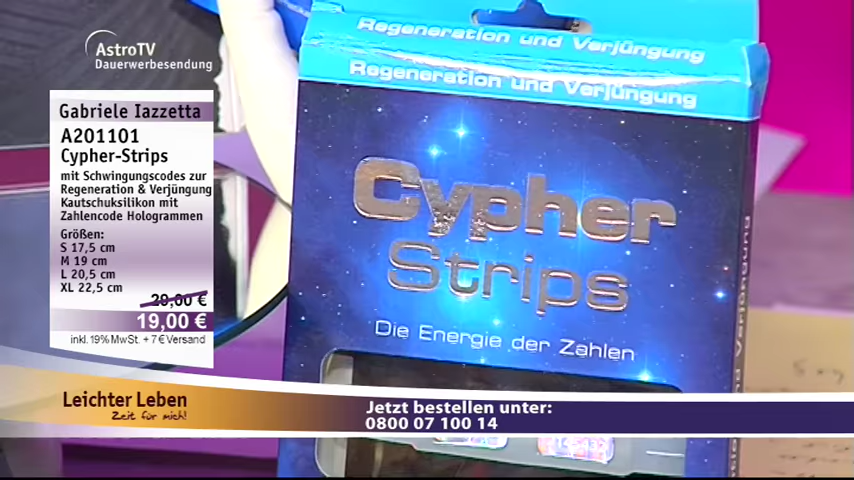 AstroTV
Dauerwerbesendung
Gabriele Iazzetta
A201101
Cypher-Strips
mit Schwingungscodes zur
Regeneration & Verjüngung
Kautschuksilikon mit
Zahlencode Hologrammen
Größen:
S 17,5 cm
M 19 cm
L 20,5 cm
XL 22,5 cm
29,00 €
19,00 €
inkl. 19% MwSt. + 7 € Versand
Regeneration und Verjüngung
Regeneration und Verjüngung
Cypher
Strips
Die Energie der Zahlen
Leichter Leben
Zeit für mich!
Jetzt bestellen unter:
0800 07 100 14